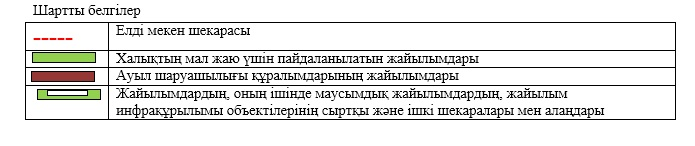 Шартты белгілер
Елді мекен шекарасы
Халықтың мал жаю үшін пайдаланылатын жайылымдары
Ауыл шаруашылығы құралымдарының жайылымдары
Жайылымдардың, оның ішінде маусымдық жайылымдардың, жайылым
инфрақұрылымы объектілерінің сыртқы және ішкі шекаралары мен алаңдары